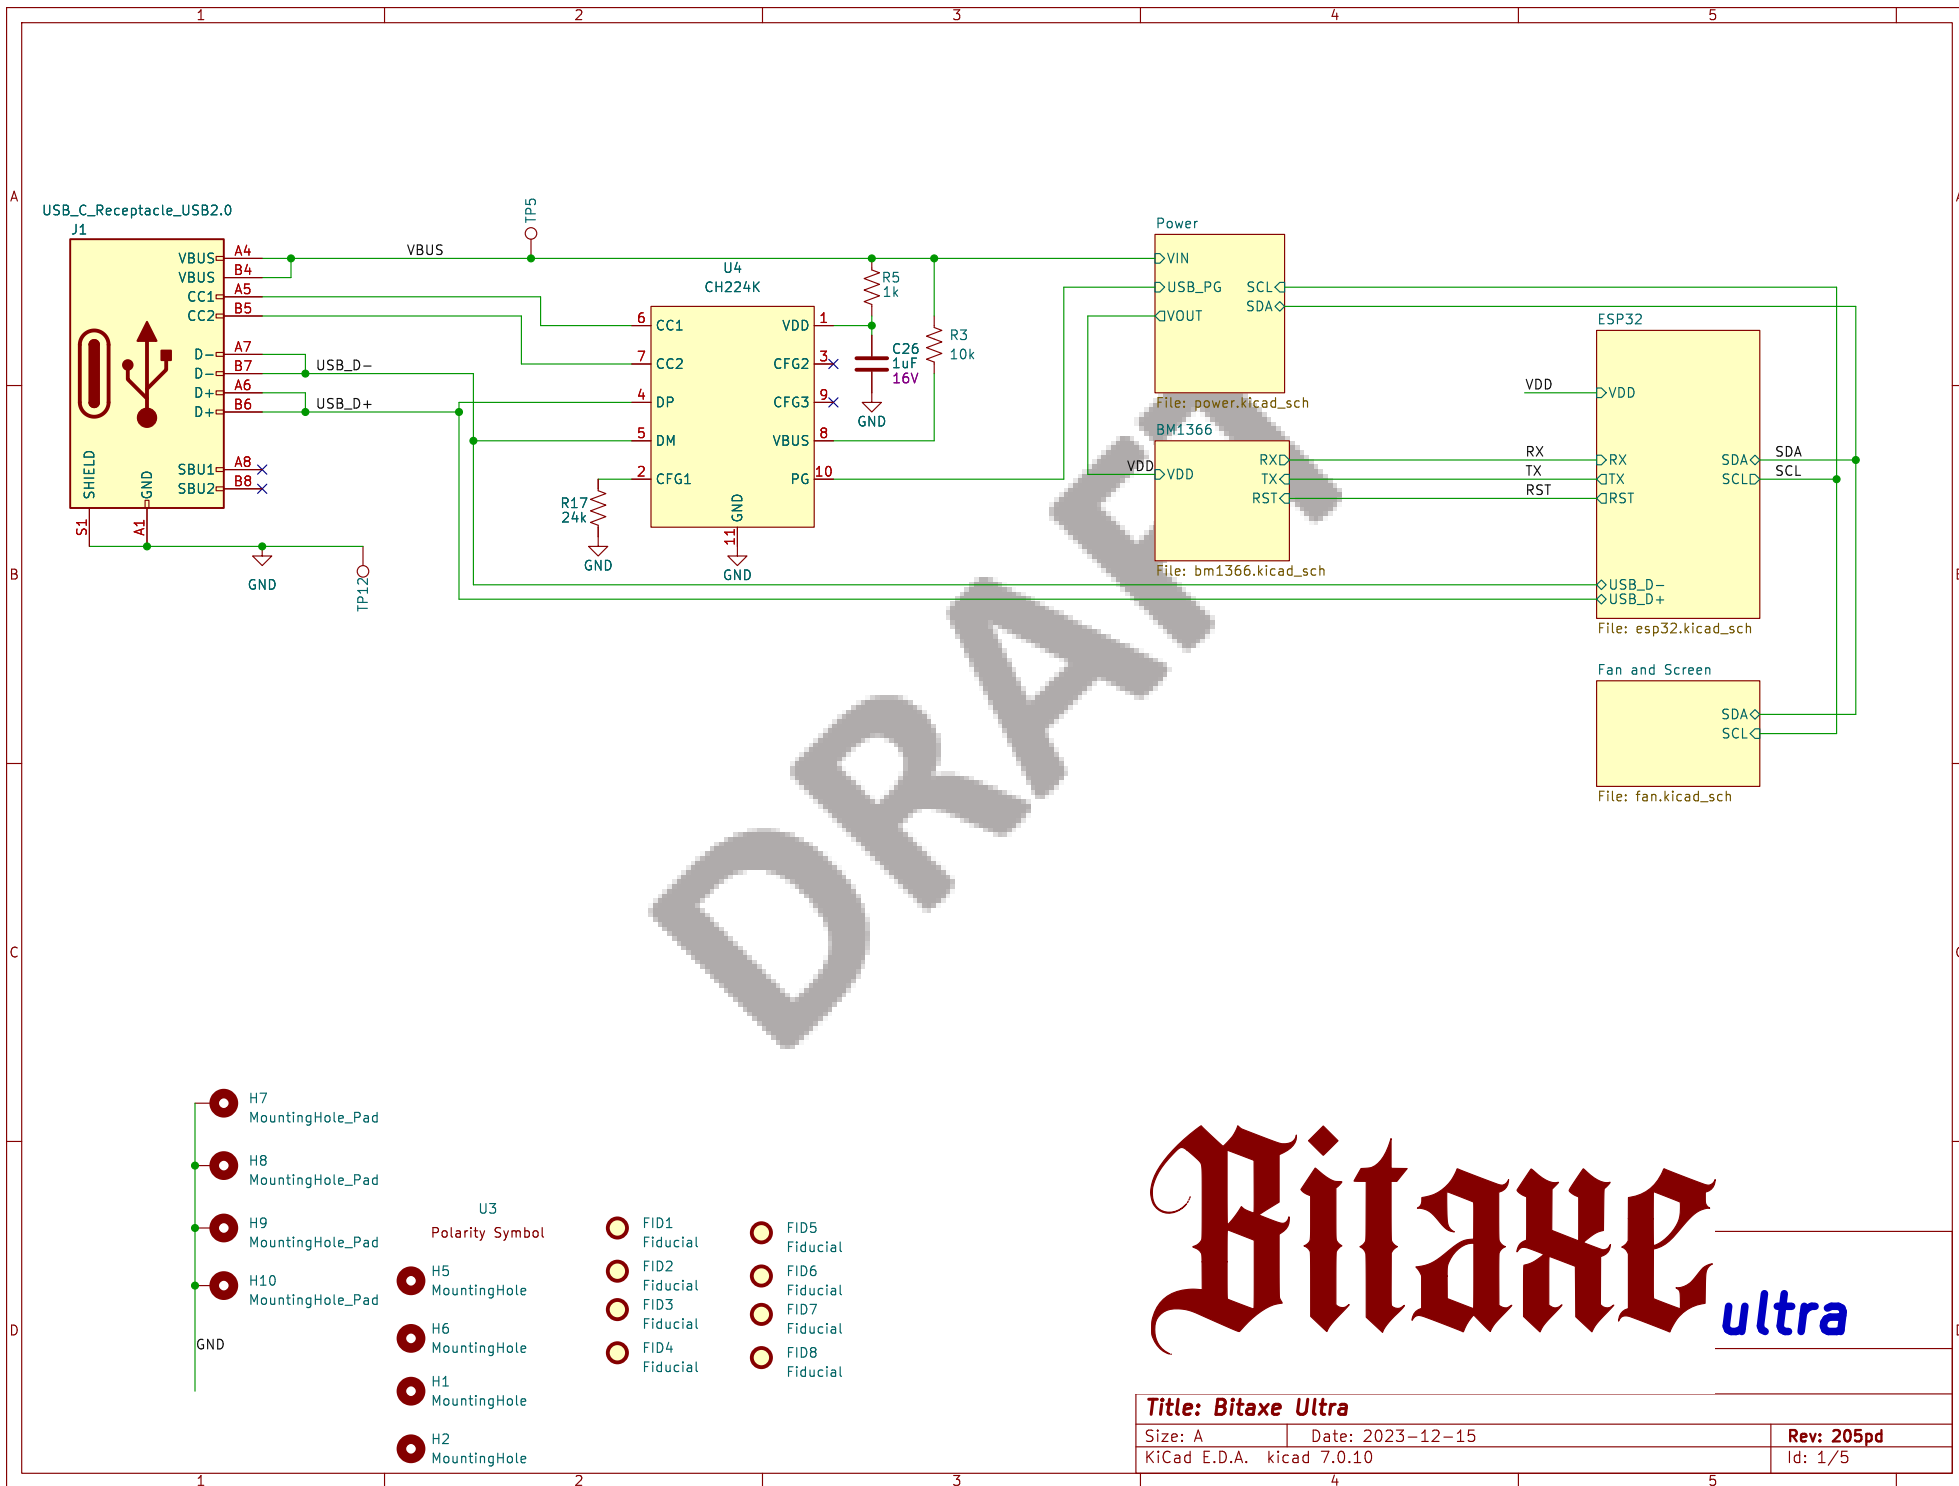 1 2 3 4 5
A
B
C
D
USB_C_Receptacle_USB2.0
J1
VBUS A4
VBUS B4
CC1 A5
CC2 B5
D- A7
D- B7
D+ A6
D+ B6
SBU1 A8
SBU2 B8
SHIELD
GND
S1
A1
GND
TP12
VBUS
TP5
USB_D-
USB_D+
U4
CH224K
6 CC1
7 CC2
4 DP
5 DM
2 CFG1
VDD 1
CFG2 3
CFG3 9
VBUS 8
PG 10
GND
11
GND
R17
24k
GND
R5
1k
C26
1uF
16V
GND
R3
10k
Power
VIN
USB_PG
VOUT
SCL
SDA
File: power.kicad_sch
BM1366
VDD
VDD
RX
TX
RST
File: bm1366.kicad_sch
RX
TX
RST
VDD
ESP32
VDD
RX
TX
RST
SDA
SCL
USB_D-
USB_D+
File: esp32.kicad_sch
SDA
SCL
Fan and Screen
SDA
SCL
File: fan.kicad_sch
DRAFT
H7
MountingHole_Pad
H8
MountingHole_Pad
H9
MountingHole_Pad
H10
MountingHole_Pad
GND
U3
Polarity Symbol
H5
MountingHole
H6
MountingHole
H1
MountingHole
H2
MountingHole
FID1
Fiducial
FID2
Fiducial
FID3
Fiducial
FID4
Fiducial
FID5
Fiducial
FID6
Fiducial
FID7
Fiducial
FID8
Fiducial
Bitaxe
ultra
Title: Bitaxe Ultra
Size: A Date: 2023-12-15 Rev: 205pd
KiCad E.D.A. kicad 7.0.10 Id: 1/5
1 2 3 4 5